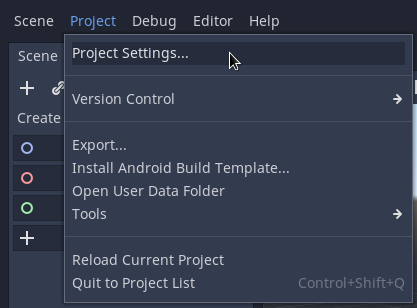 Scene Project Debug Editor Help
Scene
Project Settings...
Version Control
Create
Export...
Install Android Build Template...
Open User Data Folder
Tools
Reload Current Project
Quit to Project List Control+Shift+Q